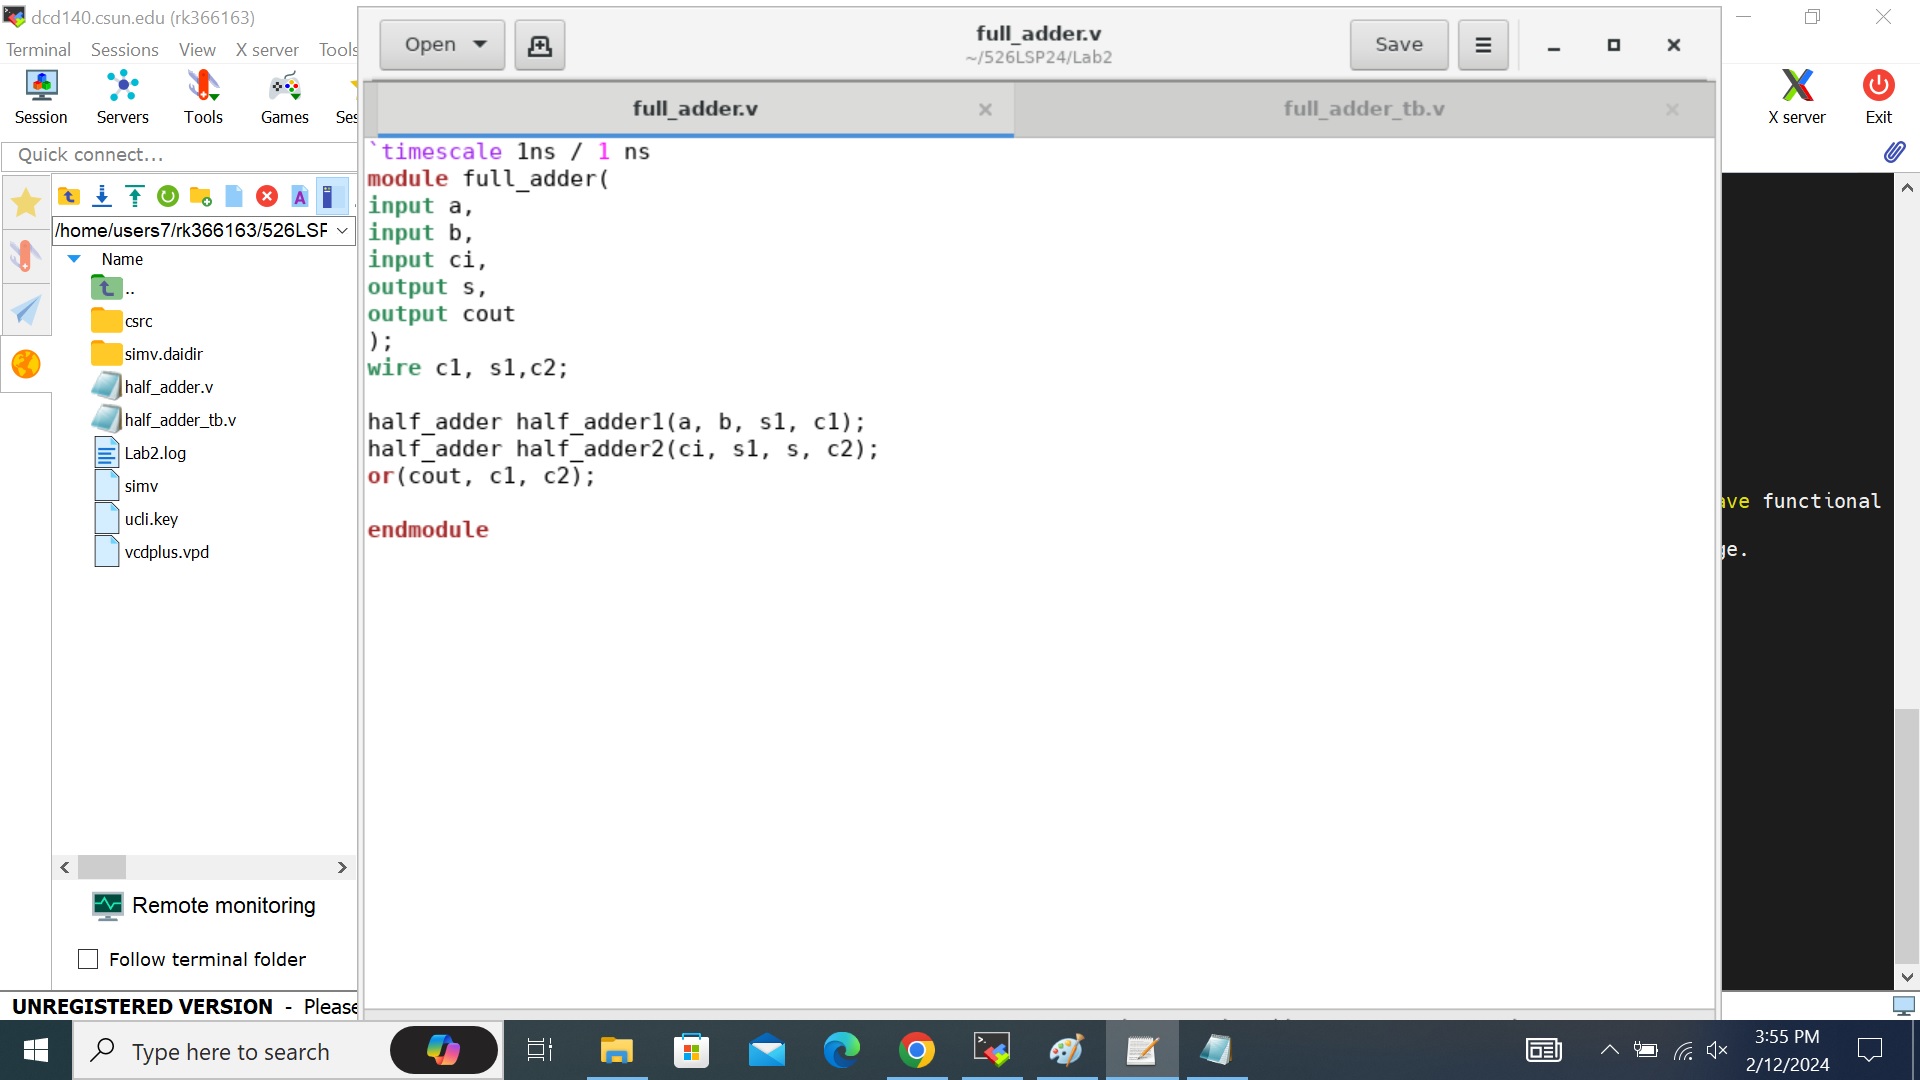 dcd140.csun.edu (rk366163)
Terminal Sessions View X server Tools
Session Servers Tools Games Ses
Quick connect...
/home/users7/rk366163/526LSF
Name
..
csrc
simv.daidir
half_adder.v
half_adder_tb.v
Lab2.log
simv
ucli.key
vcdplus.vpd
Remote monitoring
Follow terminal folder
UNREGISTERED VERSION - Please
Open
full_adder.v
~/526LSP24/Lab2
Save
full_adder.v
full_adder_tb.v
`timescale 1ns / 1 ns
module full_adder(
input a,
input b,
input ci,
output s,
output cout
);
wire c1, s1,c2;
half_adder half_adder1(a, b, s1, c1);
half_adder half_adder2(ci, s1, s, c2);
or(cout, c1, c2);
endmodule
X server Exit
ave functional
ge.
Type here to search
3:55 PM
2/12/2024